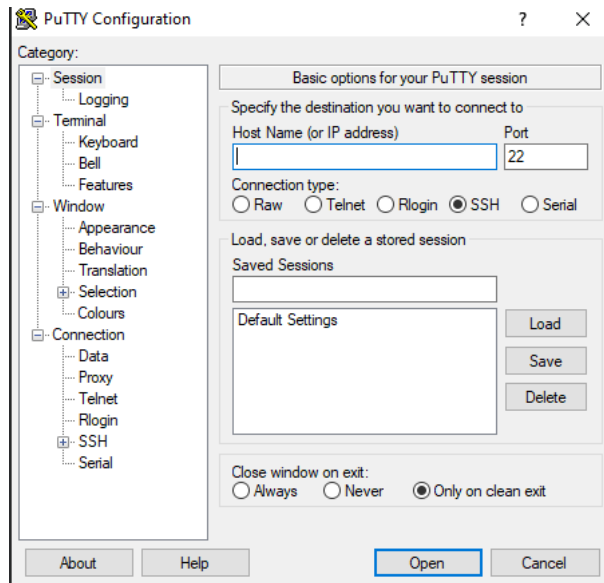 PuTTY Configuration ? ×
Category:
Session
Logging
Terminal
Keyboard
Bell
Features
Window
Appearance
Behaviour
Translation
Selection
Colours
Connection
Data
Proxy
Telnet
Rlogin
SSH
Serial
Basic options for your PuTTY session
Specify the destination you want to connect to
Host Name (or IP address) Port
22
Connection type:
Raw Telnet Rlogin SSH Serial
Load, save or delete a stored session
Saved Sessions
Default Settings
Load
Save
Delete
Close window on exit:
Always Never Only on clean exit
About Help Open Cancel